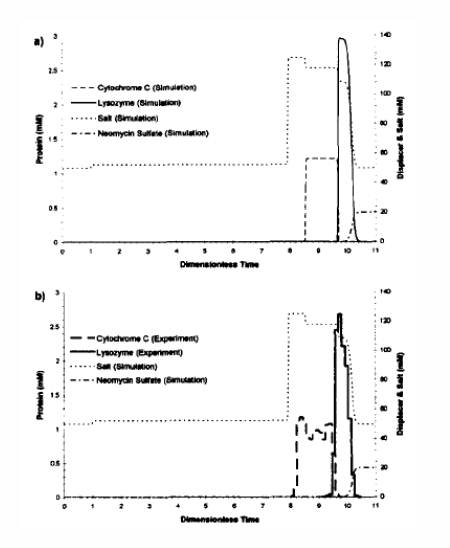 a)
3
2.5
2
1.5
1
0.5
0
140
120
100
80
60
40
20
0
Protein (mM)
Displacer & Salt (mM)
Cytochrome C (Simulation)
Lysozyme (Simulation)
Salt (Simulation)
Neomycin Sulfate (Simulation)
0 1 2 3 4 5 6 7 8 9 10 11
Dimensionless Time
b)
3
2.5
2
1.5
1
0.5
0
140
120
100
80
60
40
20
0
Protein (mM)
Displacer & Salt (mM)
Cytochrome C (Experiment)
Lysozyme (Experiment)
Salt (Simulation)
Neomycin Sulfate (Simulation)
0 1 2 3 4 5 6 7 8 9 10 11
Dimensionless Time